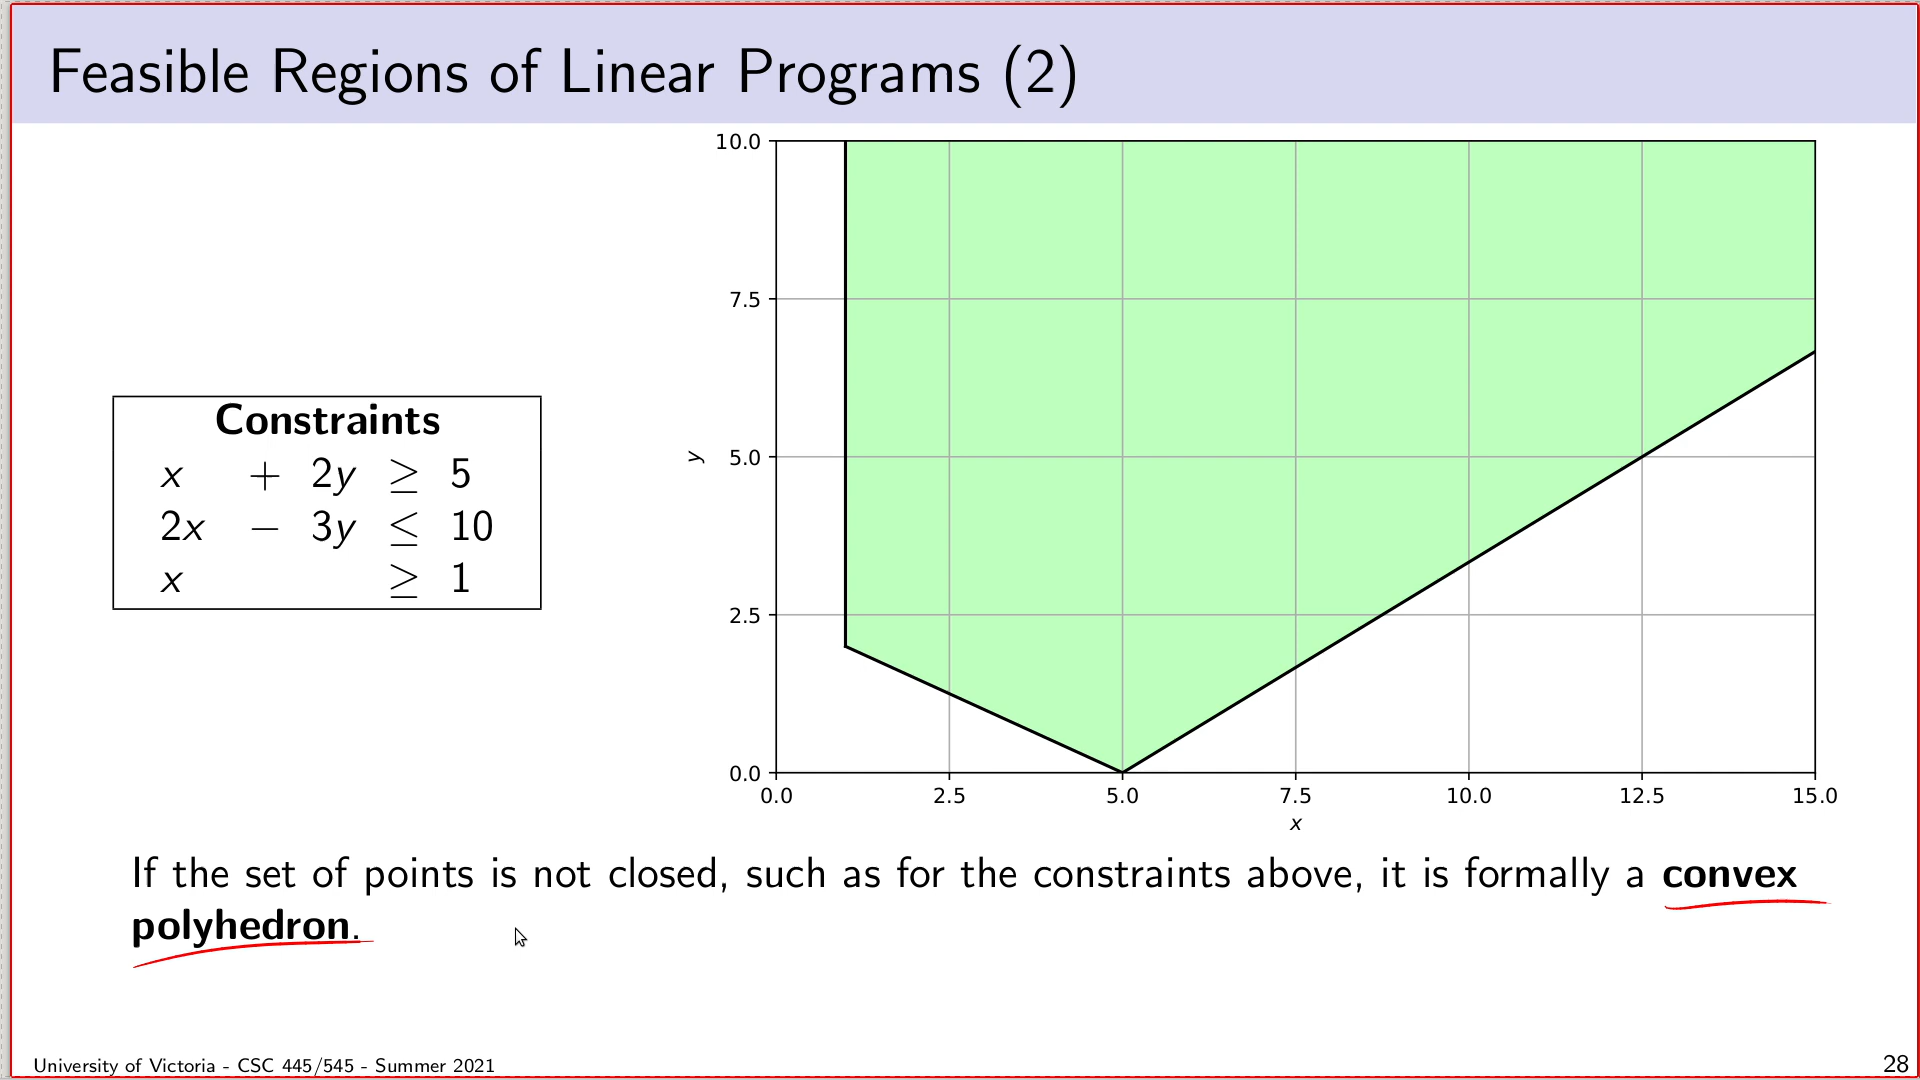 Feasible Regions of Linear Programs (2)
Constraints
x + 2y ≥ 5
2x − 3y ≤ 10
x ≥ 1
10.0
7.5
5.0
2.5
0.0
y
0.0 2.5 5.0 7.5 10.0 12.5 15.0
x
If the set of points is not closed, such as for the constraints above, it is formally a convex
polyhedron.
University of Victoria - CSC 445/545 - Summer 2021
28